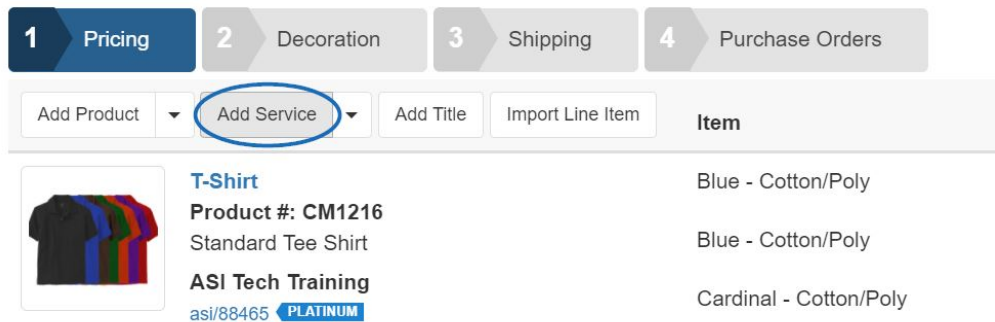 1 Pricing 2 Decoration 3 Shipping 4 Purchase Orders
Add Product Add Service Add Title Import Line Item Item
T-Shirt Blue - Cotton/Poly
Product #: CM1216
Standard Tee Shirt Blue - Cotton/Poly
ASI Tech Training
asi/88465 PLATINUM Cardinal - Cotton/Poly